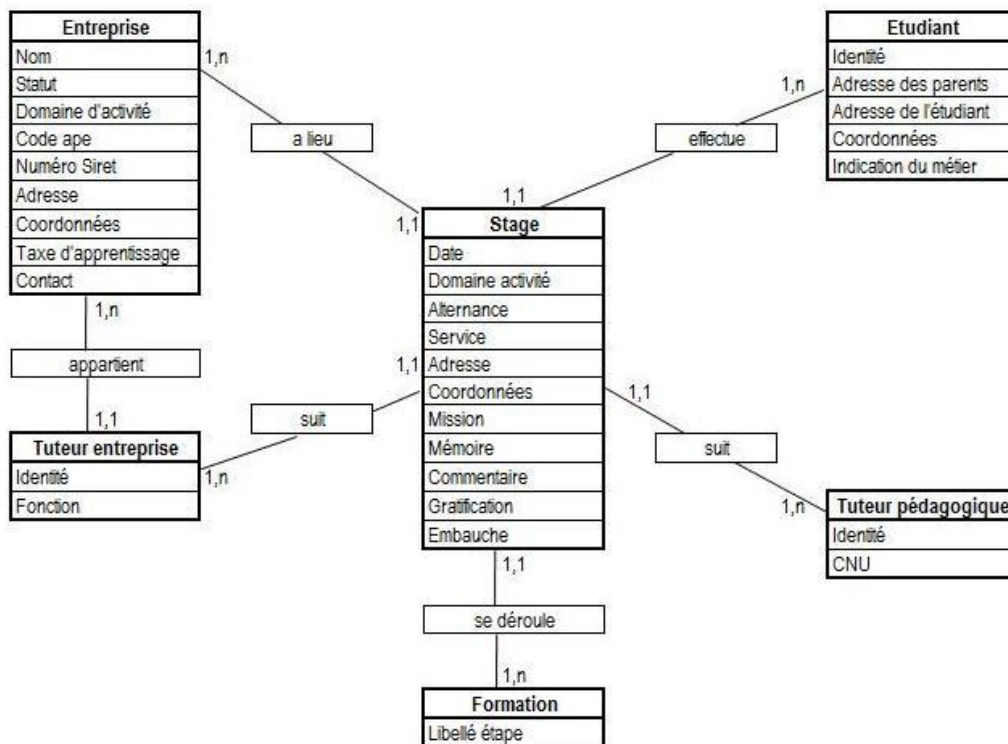 Entreprise
Nom
Statut
Domaine d'activité
Code ape
Numéro Siret
Adresse
Coordonnées
Taxe d'apprentissage
Contact
1,n
a lieu
1,1
Etudiant
Identité
Adresse des parents
Adresse de l'étudiant
Coordonnées
Indication du métier
1,n
effectue
1,1
Stage
Date
Domaine activité
Alternance
Service
Adresse
Coordonnées
Mission
Mémoire
Commentaire
Gratification
Embauche
1,n
appartient
1,1
Tuteur entreprise
Identité
Fonction
1,1
suit
1,n
1,1
suit
1,n
Tuteur pédagogique
Identité
CNU
1,1
se déroule
1,n
Formation
Libellé étape